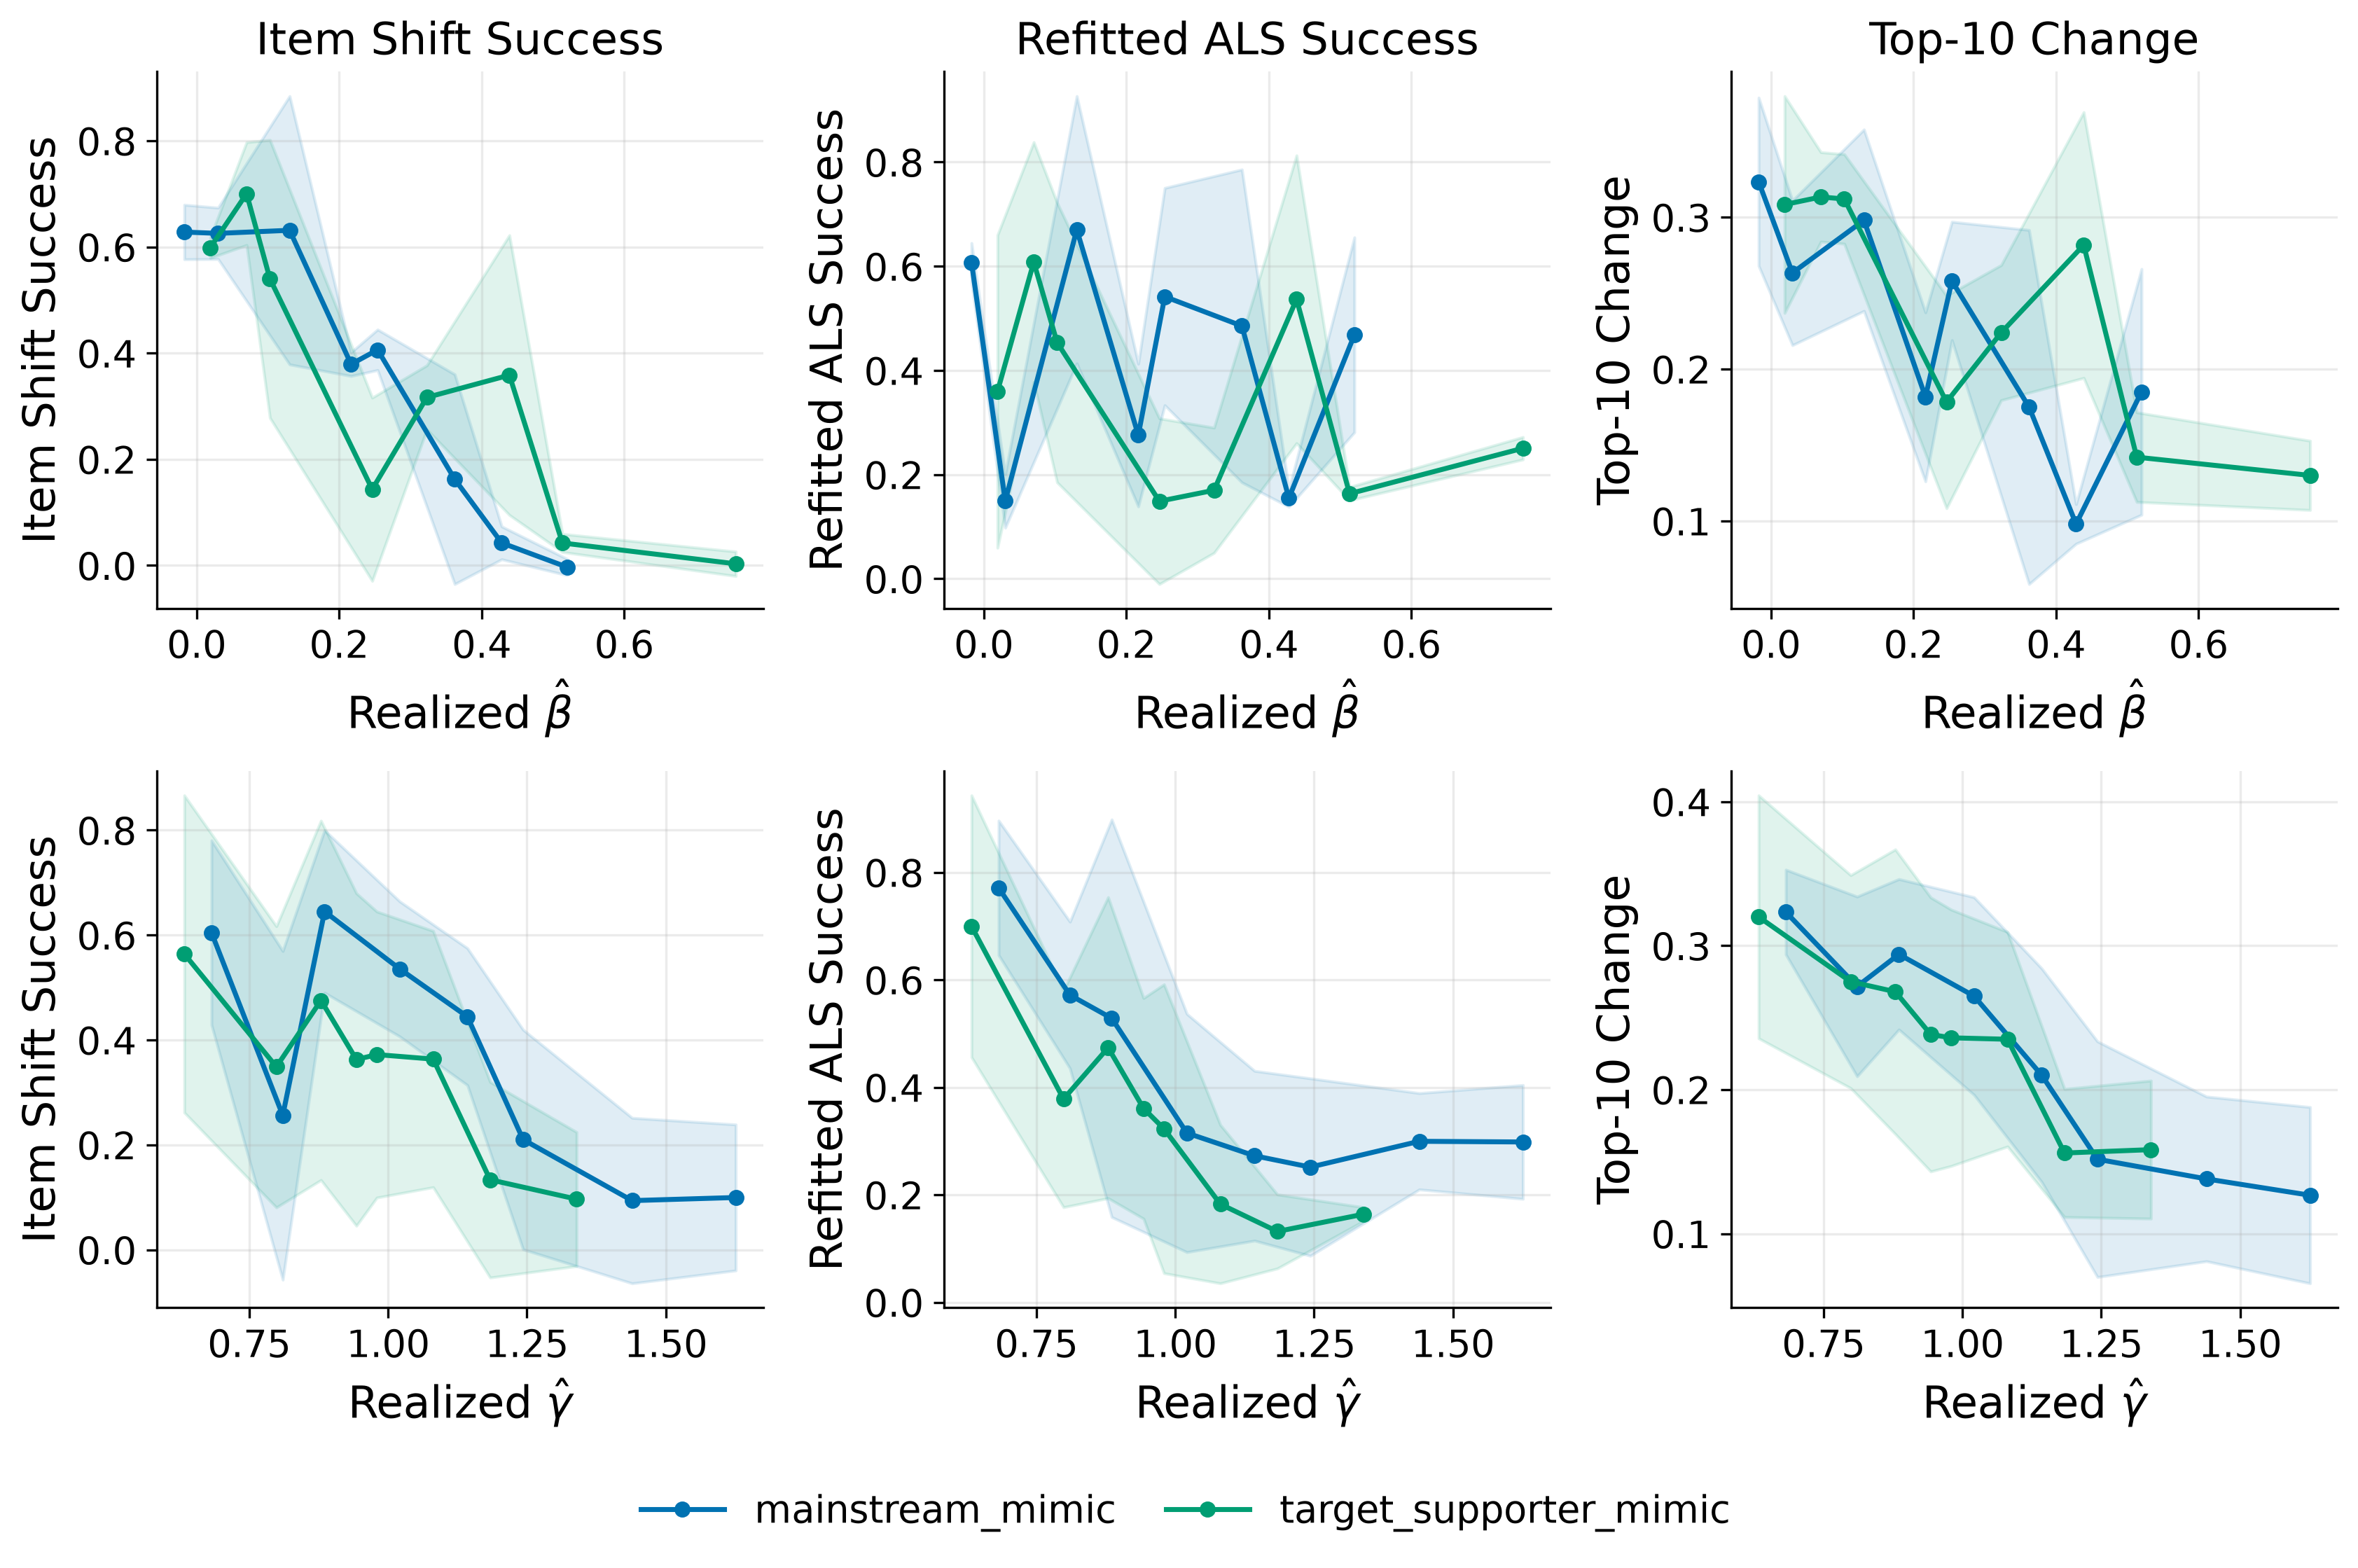 Item Shift Success
Refitted ALS Success
Top-10 Change
Item Shift Success
0.8
0.6
0.4
0.2
0.0
0.0 0.2 0.4 0.6
Realized β̂
Refitted ALS Success
0.8
0.6
0.4
0.2
0.0
0.0 0.2 0.4 0.6
Realized β̂
Top-10 Change
0.3
0.2
0.1
0.0 0.2 0.4 0.6
Realized β̂
Item Shift Success
0.8
0.6
0.4
0.2
0.0
0.75 1.00 1.25 1.50
Realized γ̂
Refitted ALS Success
0.8
0.6
0.4
0.2
0.0
0.75 1.00 1.25 1.50
Realized γ̂
Top-10 Change
0.4
0.3
0.2
0.1
0.75 1.00 1.25 1.50
Realized γ̂
mainstream_mimic
target_supporter_mimic